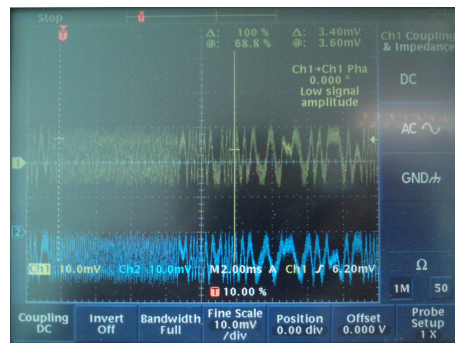 Stop
Δ: 100 % Δ: 3.40mV
@: 68.8 % @: 3.60mV
Ch1 Coupling
& Impedance
Ch1→Ch1 Pha
0.000 °
Low signal
amplitude
DC
AC
GND
1
2
Ch1 10.0mV Ch2 10.0mV M2.00ms A Ch1 6.20mV
T 10.00 %
Ω
1M 50
Coupling
DC
Invert
Off
Bandwidth
Full
Fine Scale
10.0mV
/div
Position
0.00 div
Offset
0.000 V
Probe
Setup
1 X